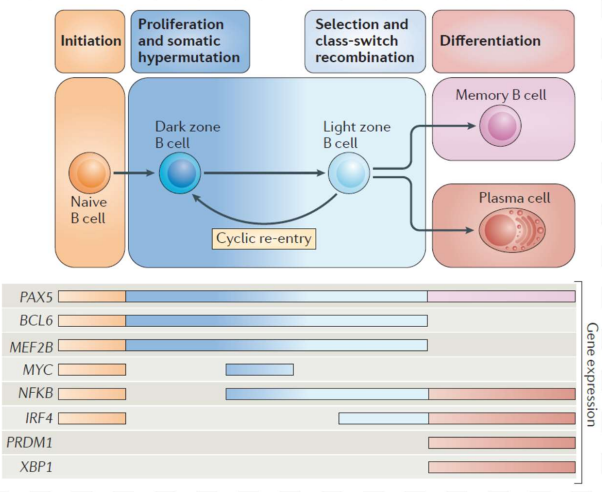 Initiation
Proliferation
and somatic
hypermutation
Selection and
class-switch
recombination
Differentiation
Naive
B cell
Dark zone
B cell
Light zone
B cell
Cyclic re-entry
Memory B cell
Plasma cell
PAX5
BCL6
MEF2B
MYC
NFKB
IRF4
PRDM1
XBP1
Gene expression